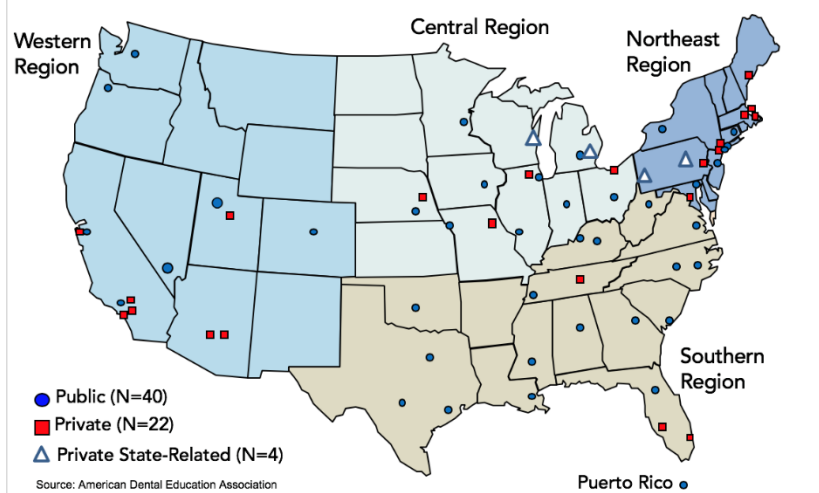 Central Region
Western
Region
Northeast
Region
Southern
Region
Public (N=40)
Private (N=22)
Private State-Related (N=4)
Source: American Dental Education Association
Puerto Rico